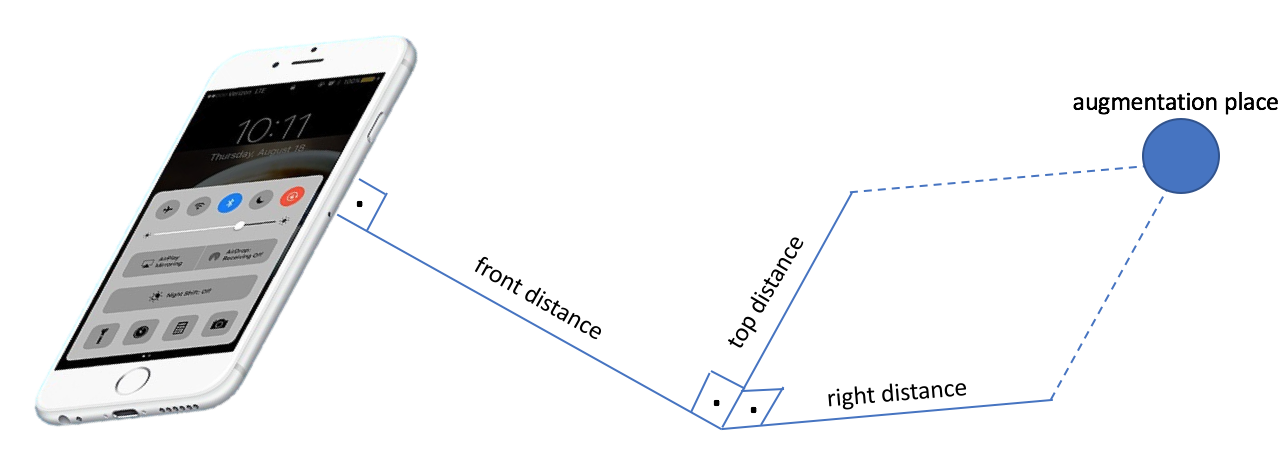 verizon LTE 100%
10:11
Thursday, August 18
AirPlay
Mirroring
AirDrop:
Receiving Off
Night Shift: Off
augmentation place
front distance
top distance
right distance